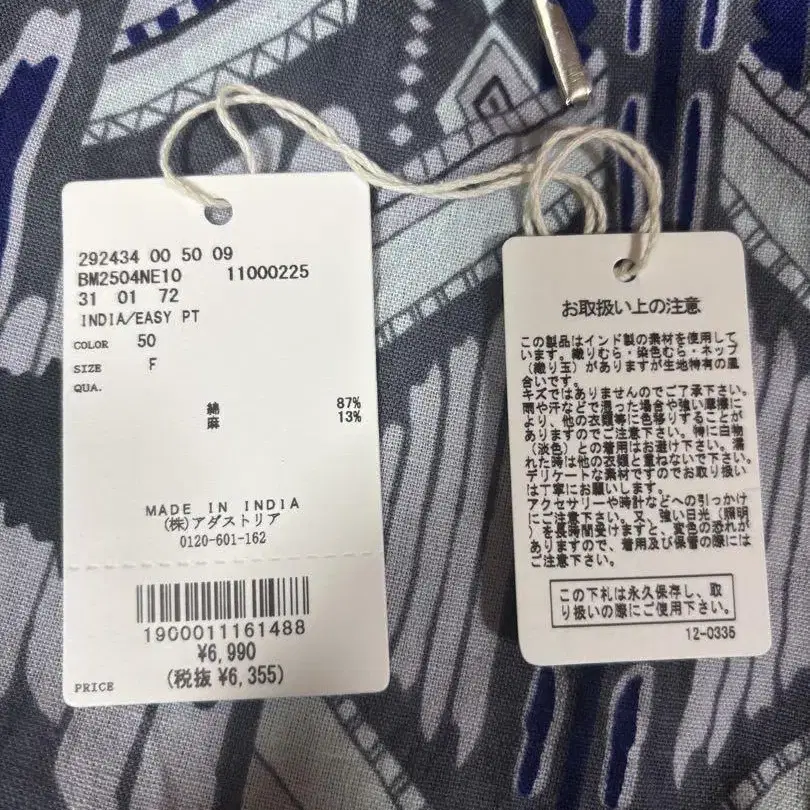 292434 00 50 09
BM2504NE10 11000225
31 01 72
INDIA/EASY PT
COLOR 50
SIZE F
QUA.
綿 87%
麻 13%
MADE IN INDIA
(株)アダストリア
0120-601-162
1900011161488
¥6,990
(税抜 ¥6,355)
PRICE
お取扱い上の注意
この製品はインド製の素材を使用して
います。織りむら・染色むら・ネップ
(織り玉)がありますが生地特有の風
合いです。
キズではありませんのでご了承下さい。
雨や汗などで湿った場合や強い摩擦に
より、他の衣類等に色移りすることが
ありますのでご注意下さい。特に白物
(淡色)との着用はお避け下さい。濡
れた時は他の衣類と重ねないで下さい。
デリケートな素材ですのでお取り扱い
は丁寧にお願いします。
アクセサリーや時計などへの引っかけ
にご注意下さい。又、強い日光(照明
)を長時間受けますと、変色の恐れが
ありますので、着用及び保管の際には
ご注意下さい。
この下札は永久保存し、取
り扱いの際にご使用下さい。
12-0335